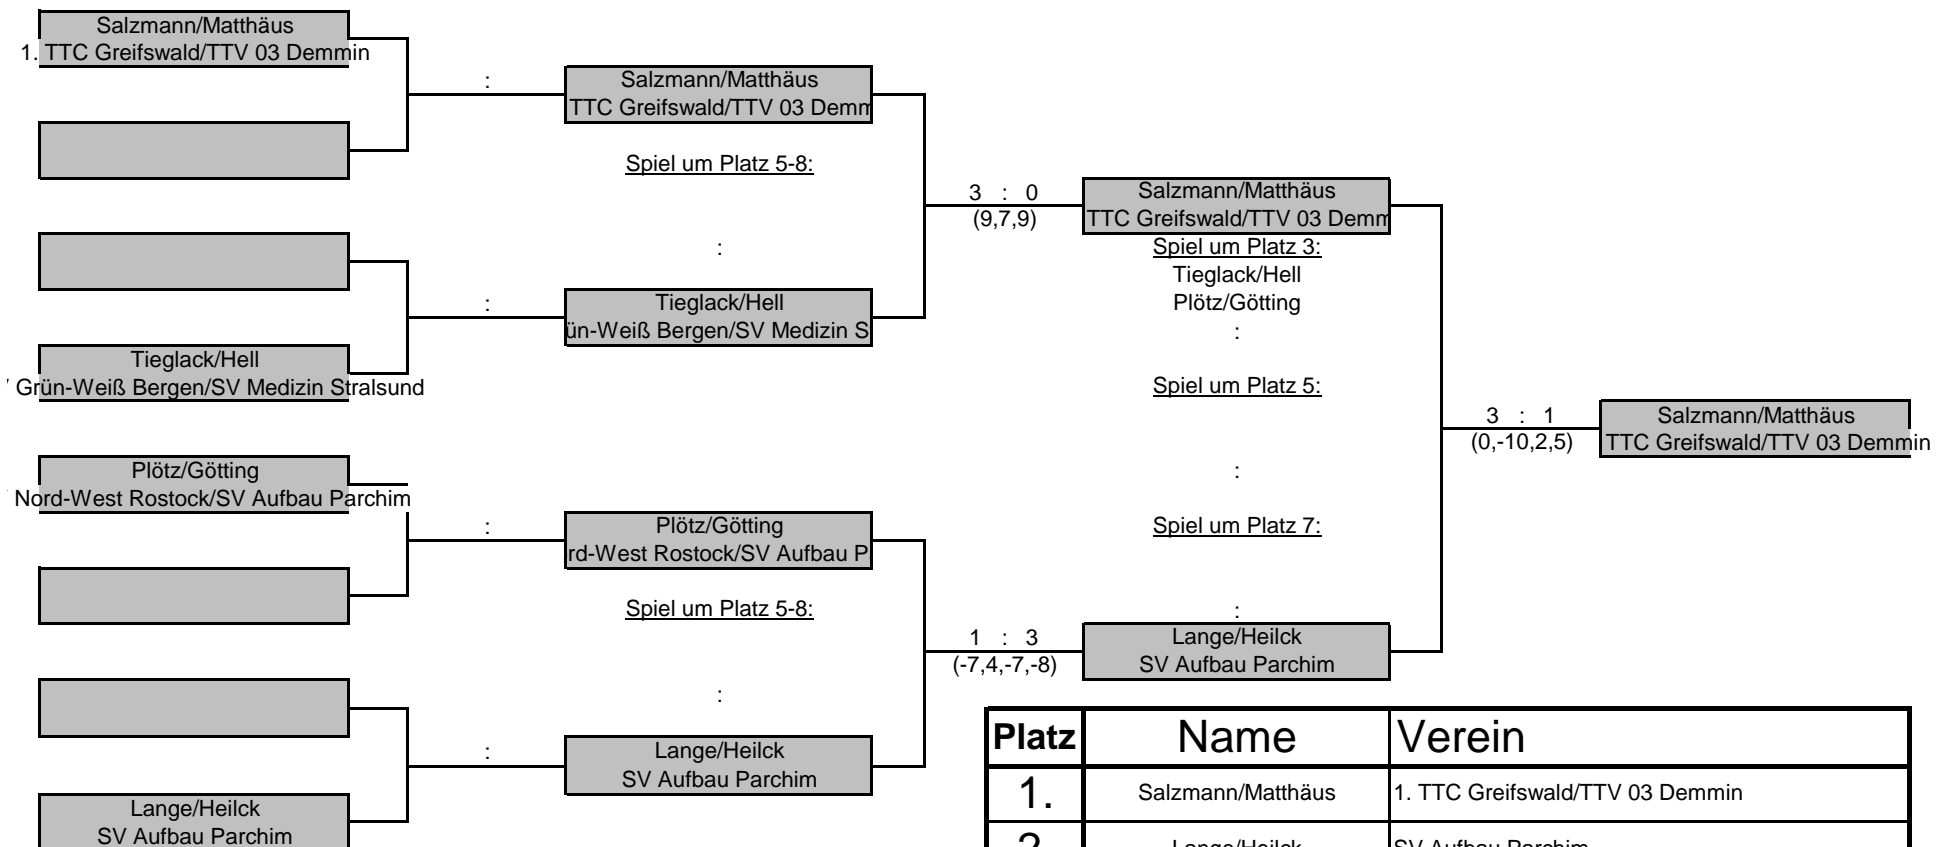 Salzmann/Matthäus
1. TTC Greifswald/TTV 03 Demmin
:
Salzmann/Matthäus
TTC Greifswald/TTV 03 Demm
Spiel um Platz 5-8:
:
3 : 0
(9,7,9)
Salzmann/Matthäus
TTC Greifswald/TTV 03 Demm
Spiel um Platz 3:
Tieglack/Hell
Plötz/Götting
:
:
Tieglack/Hell
ün-Weiß Bergen/SV Medizin S
Tieglack/Hell
Grün-Weiß Bergen/SV Medizin Stralsund
Spiel um Platz 5:
:
3 : 1
(0,-10,2,5)
Salzmann/Matthäus
TTC Greifswald/TTV 03 Demmin
Plötz/Götting
Nord-West Rostock/SV Aufbau Parchim
:
Plötz/Götting
rd-West Rostock/SV Aufbau P
Spiel um Platz 7:
:
Spiel um Platz 5-8:
:
1 : 3
(-7,4,-7,-8)
Lange/Heilck
SV Aufbau Parchim
:
Lange/Heilck
SV Aufbau Parchim
Lange/Heilck
SV Aufbau Parchim
Platz Name Verein
1. Salzmann/Matthäus 1. TTC Greifswald/TTV 03 Demmin
2. Lange/Heilck SV Aufbau Parchim